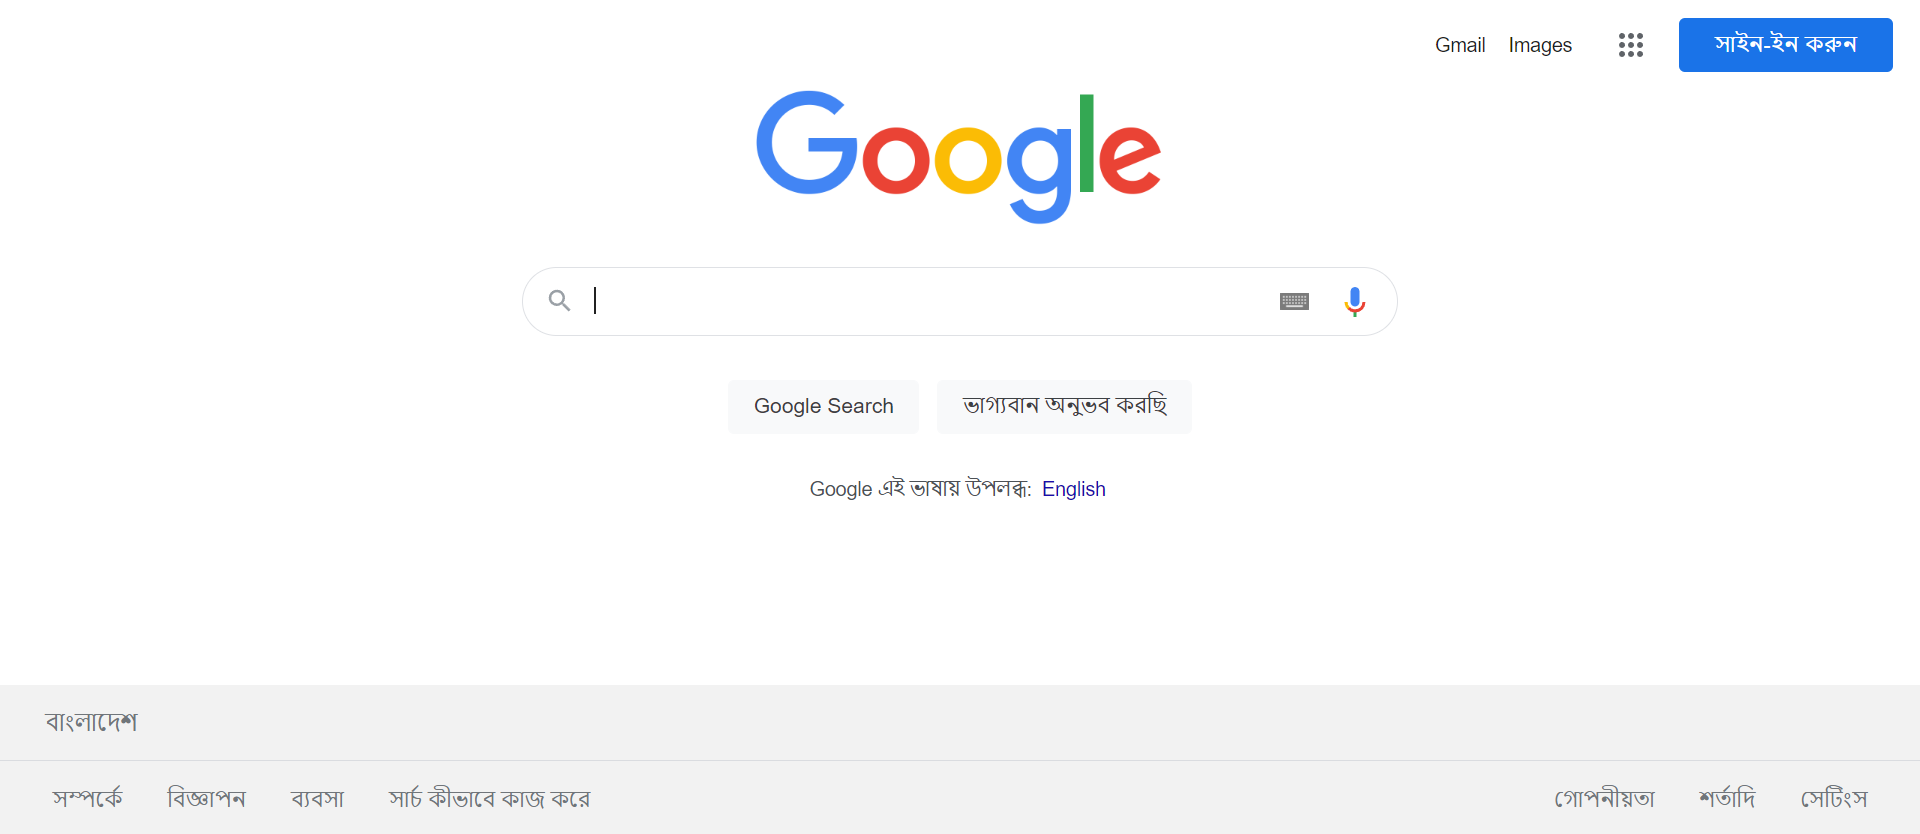 Gmail Images সাইন-ইন করুন
Google
Google Search ভাগ্যবান অনুভব করছি
Google এই ভাষায় উপলব্ধ: English
বাংলাদেশ
সম্পর্কে বিজ্ঞাপন ব্যবসা সার্চ কীভাবে কাজ করে গোপনীয়তা শর্তাদি সেটিংস